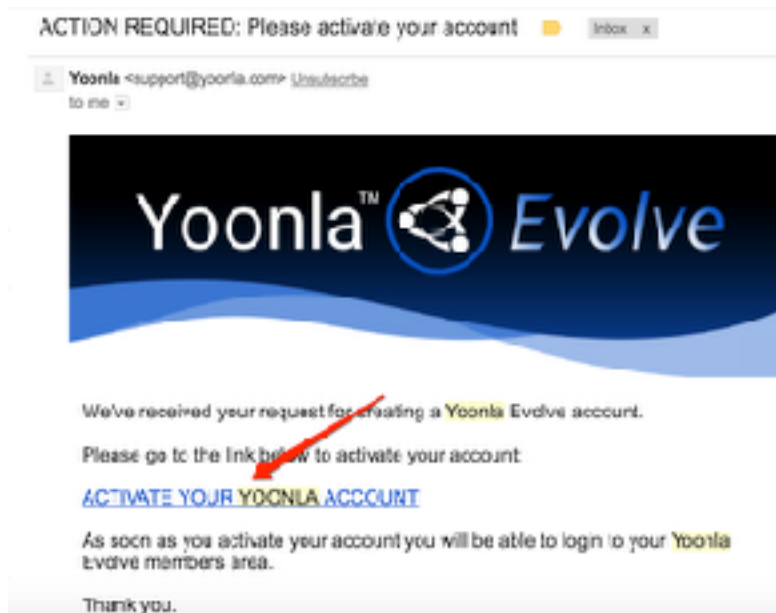 ACTION REQUIRED: Please activate your account
Inbox x
Yoonla <support@yoonla.com> Unsubscribe
to me
Yoonla™ Evolve
We've received your request for creating a Yoonla Evolve account.
Please go to the link below to activate your account
ACTIVATE YOUR YOONLA ACCOUNT
As soon as you activate your account you will be able to login to your Yoonla
Evolve members area.
Thank you.